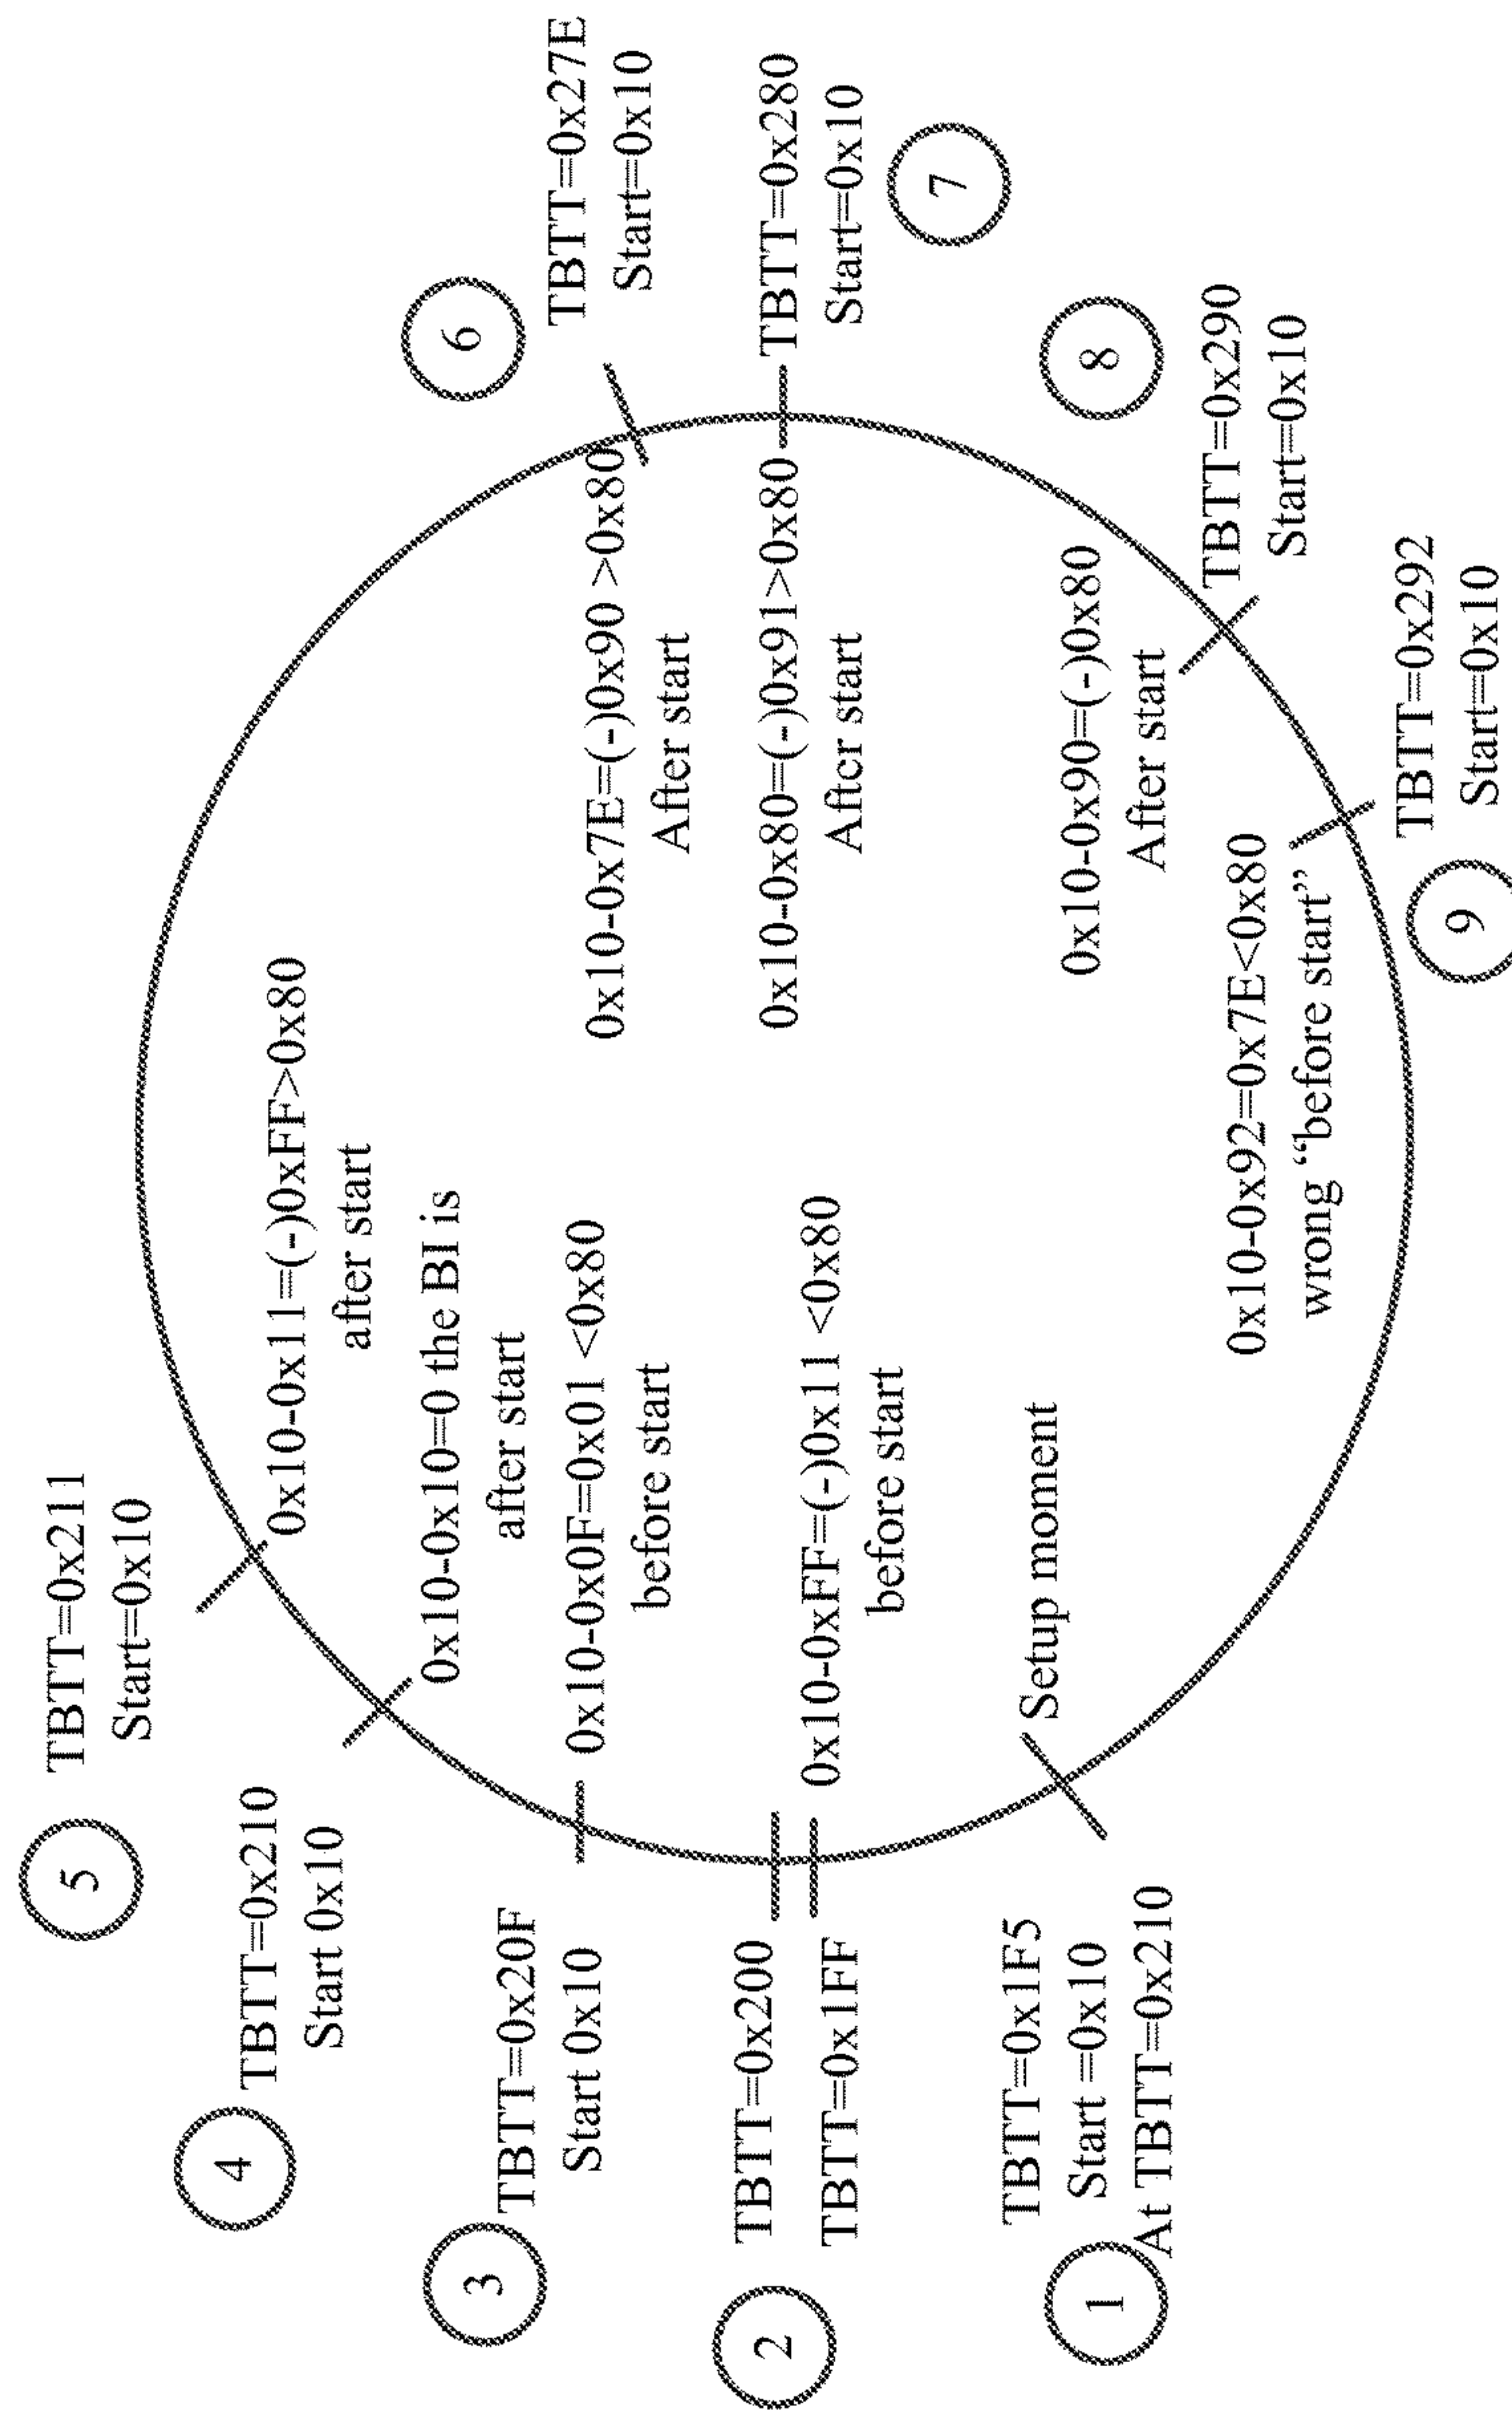 1
TBTT=0x1F5
Start =0x10
At TBTT=0x210
Setup moment
2
TBTT=0x200
TBTT=0x1FF
0x10-0xFF=(-)0x11 <0x80
before start
3
TBTT=0x20F
Start 0x10
0x10-0x0F=0x01 <0x80
before start
4
TBTT=0x210
Start 0x10
0x10-0x10=0 the BI is
after start
5
TBTT=0x211
Start=0x10
0x10-0x11=(-)0xFF>0x80
after start
6
TBTT=0x27E
Start=0x10
0x10-0x7E=(-)0x90 >0x80
After start
7
TBTT=0x280
Start=0x10
0x10-0x80=(-)0x91>0x80
After start
8
TBTT=0x290
Start=0x10
0x10-0x90=(-)0x80
After start
9
TBTT=0x292
Start=0x10
0x10-0x92=0x7E<0x80
wrong “before start”